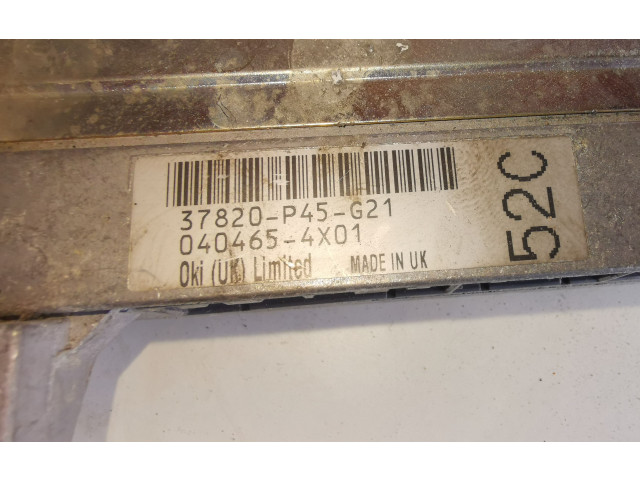 37820-P45-G21
040465-4X01
Oki (UK) Limited MADE IN UK
52C